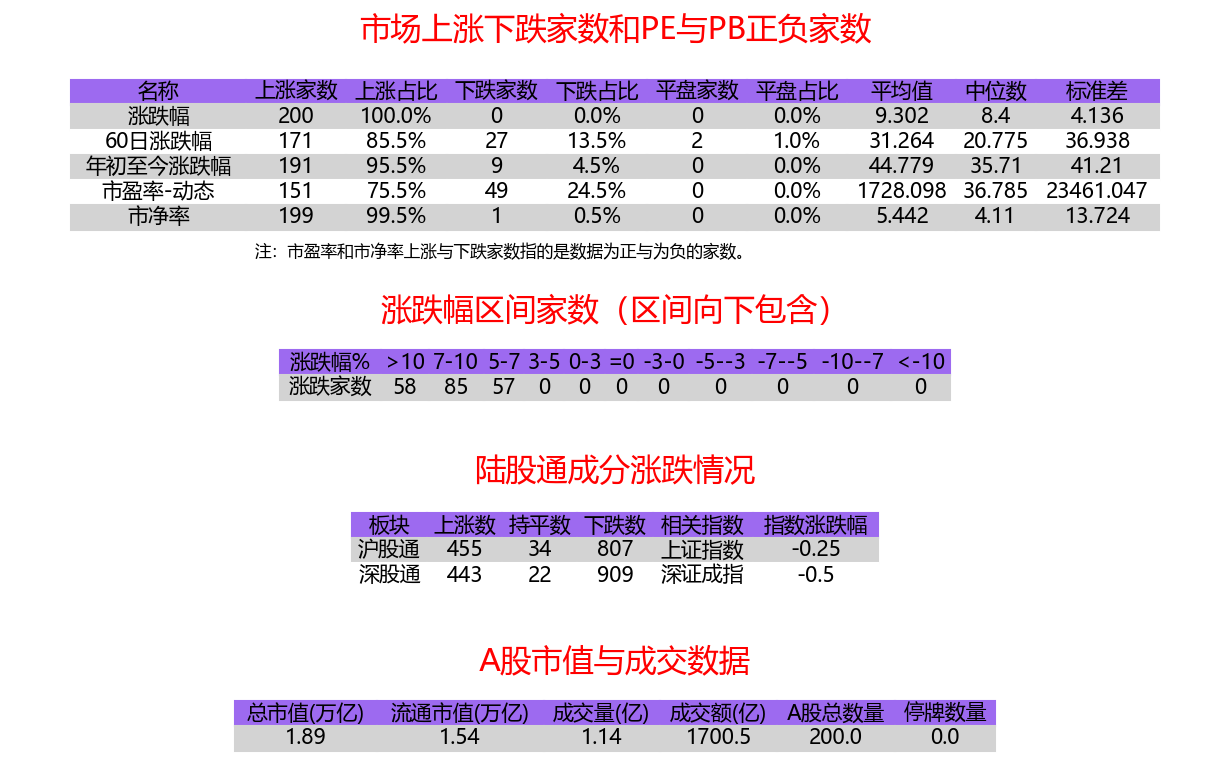 市场上涨下跌家数和PE与PB正负家数
名称 上涨家数 上涨占比 下跌家数 下跌占比 平盘家数 平盘占比 平均值 中位数 标准差
涨跌幅 200 100.0% 0 0.0% 0 0.0% 9.302 8.4 4.136
60日涨跌幅 171 85.5% 27 13.5% 2 1.0% 31.264 20.775 36.938
年初至今涨跌幅 191 95.5% 9 4.5% 0 0.0% 44.779 35.71 41.21
市盈率-动态 151 75.5% 49 24.5% 0 0.0% 1728.098 36.785 23461.047
市净率 199 99.5% 1 0.5% 0 0.0% 5.442 4.11 13.724
注：市盈率和市净率上涨与下跌家数指的是数据为正与为负的家数。
涨跌幅区间家数（区间向下包含）
涨跌幅% >10 7-10 5-7 3-5 0-3 =0 -3-0 -5--3 -7--5 -10--7 <-10
涨跌家数 58 85 57 0 0 0 0 0 0 0 0
陆股通成分涨跌情况
板块 上涨数 持平数 下跌数 相关指数 指数涨跌幅
沪股通 455 34 807 上证指数 -0.25
深股通 443 22 909 深证成指 -0.5
A股市值与成交数据
总市值(万亿) 流通市值(万亿) 成交量(亿) 成交额(亿) A股总数量 停牌数量
1.89 1.54 1.14 1700.5 200.0 0.0